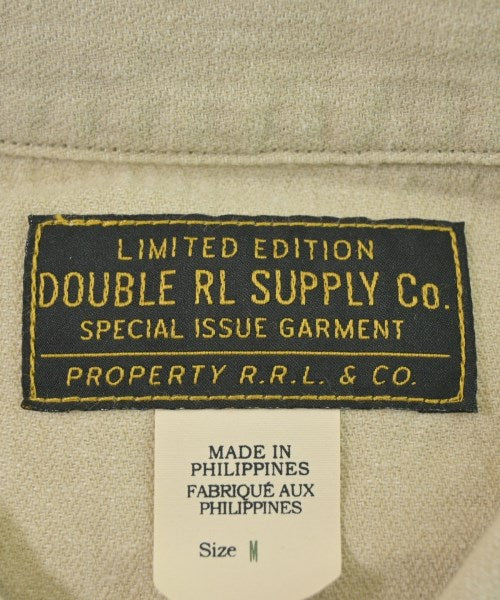 LIMITED EDITION
DOUBLE RL SUPPLY Co.
SPECIAL ISSUE GARMENT
PROPERTY R.R.L. & CO.
MADE IN
PHILIPPINES
FABRIQUÉ AUX
PHILIPPINES
Size M